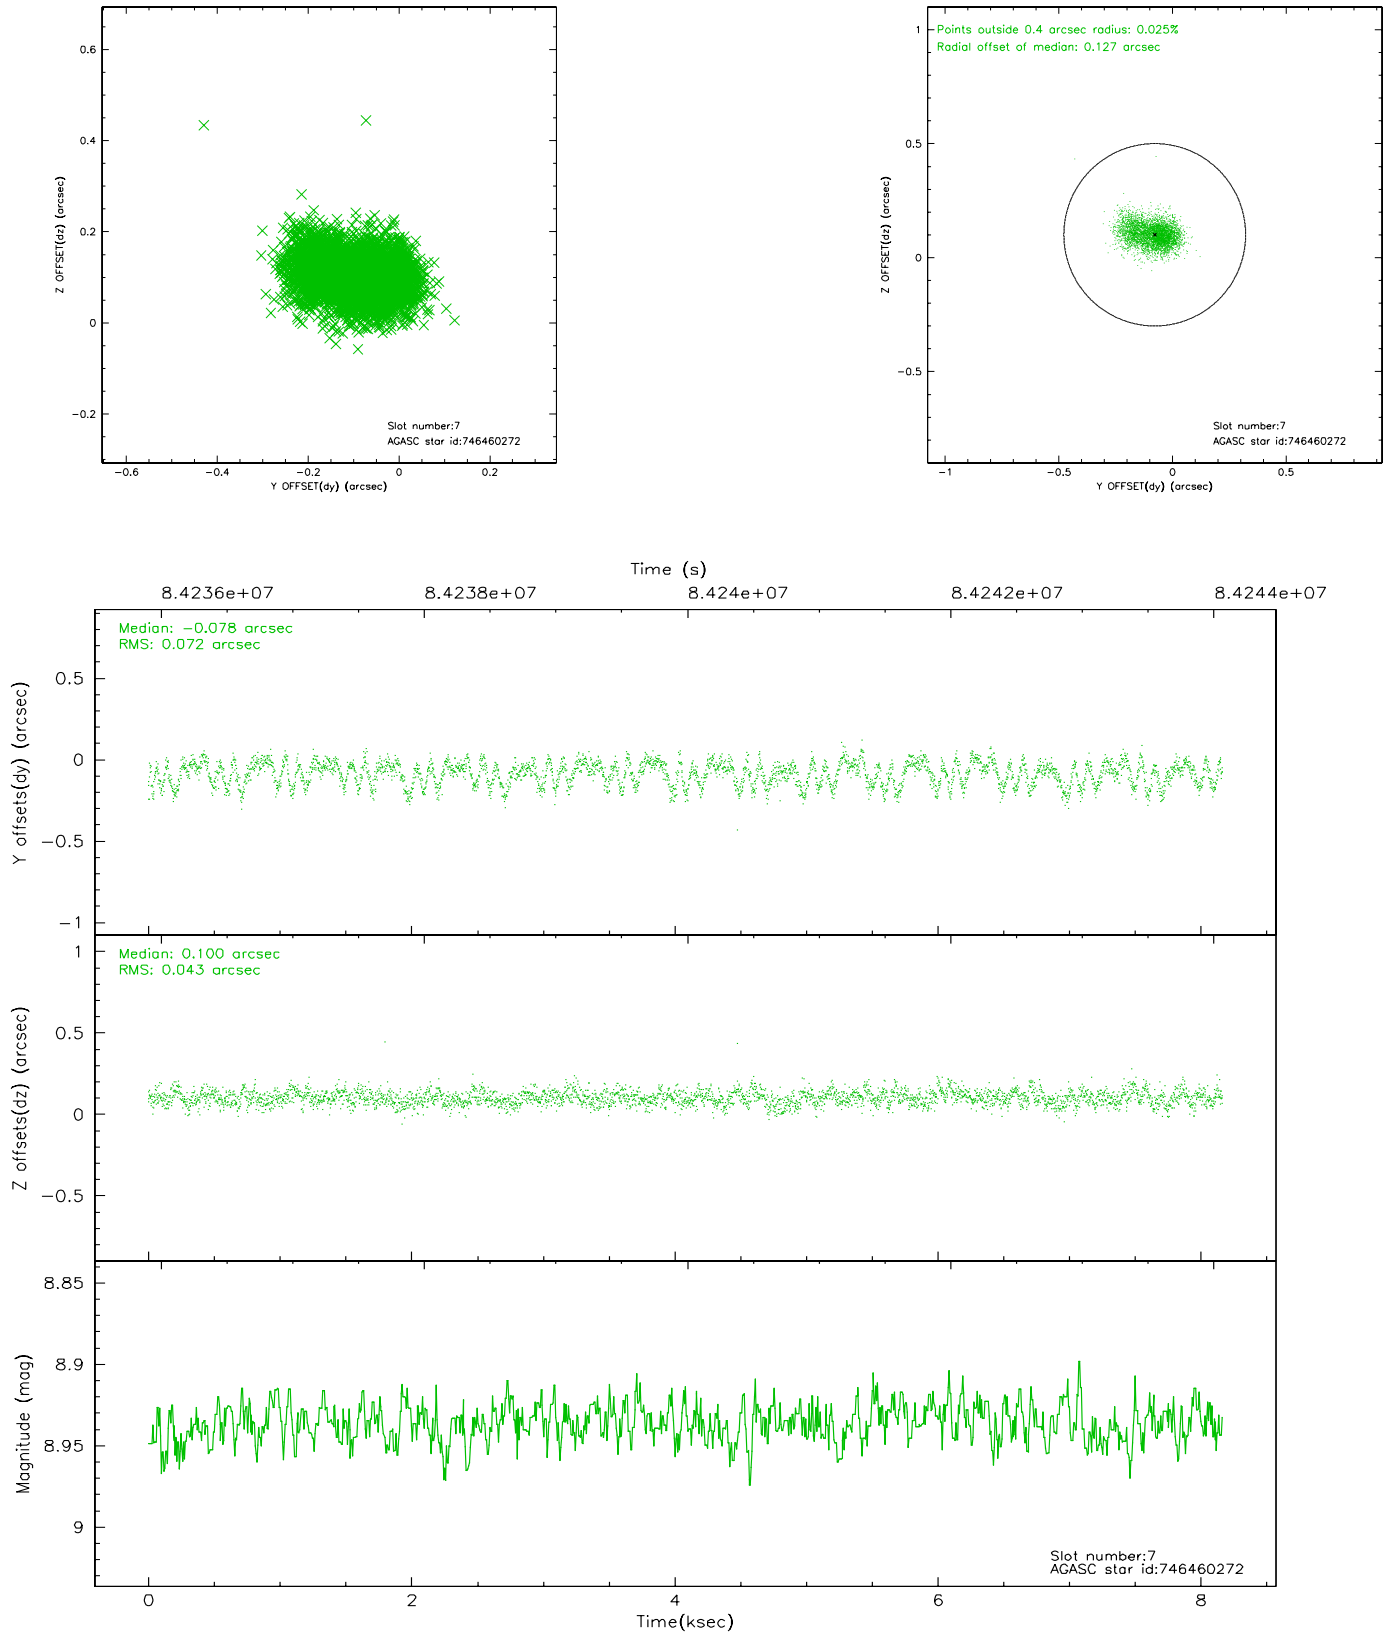 0.6
0.4
0.2
0
-0.2
Z OFFSET(dz) (arcsec)
-0.6 -0.4 -0.2 0 0.2
Y OFFSET(dy) (arcsec)
Slot number:7
AGASC star id:746460272
Points outside 0.4 arcsec radius: 0.025%
Radial offset of median: 0.127 arcsec
1
0.5
0
-0.5
Z OFFSET(dz) (arcsec)
-1 -0.5 0 0.5
Y OFFSET(dy) (arcsec)
Slot number:7
AGASC star id:746460272
Time (s)
8.4236e+07 8.4238e+07 8.424e+07 8.4242e+07 8.4244e+07
Median: -0.078 arcsec
RMS: 0.072 arcsec
0.5
0
-0.5
-1
Y offsets(dy) (arcsec)
Median: 0.100 arcsec
RMS: 0.043 arcsec
1
0.5
0
-0.5
Z offsets(dz) (arcsec)
8.85
8.9
8.95
9
Magnitude (mag)
Slot number:7
AGASC star id:746460272
0 2 4 6 8
Time(ksec)